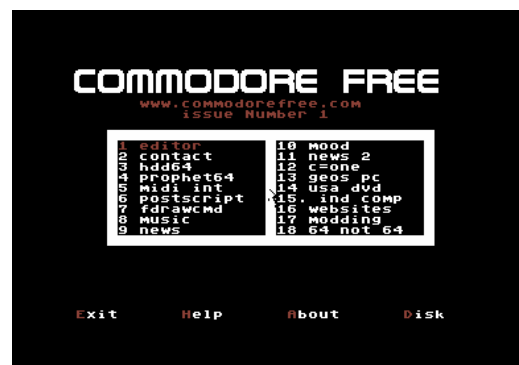 COMMODORE FREE
www.commodorefree.com
issue Number 1
1 editor
2 contact
3 hdd64
4 prophet64
5 midi int
6 postscript
7 fdrawcmd
8 music
9 news
10 mood
11 news 2
12 c=one
13 geos pc
14 usa dvd
15. ind comp
16 websites
17 modding
18 64 not 64
Exit Help About Disk